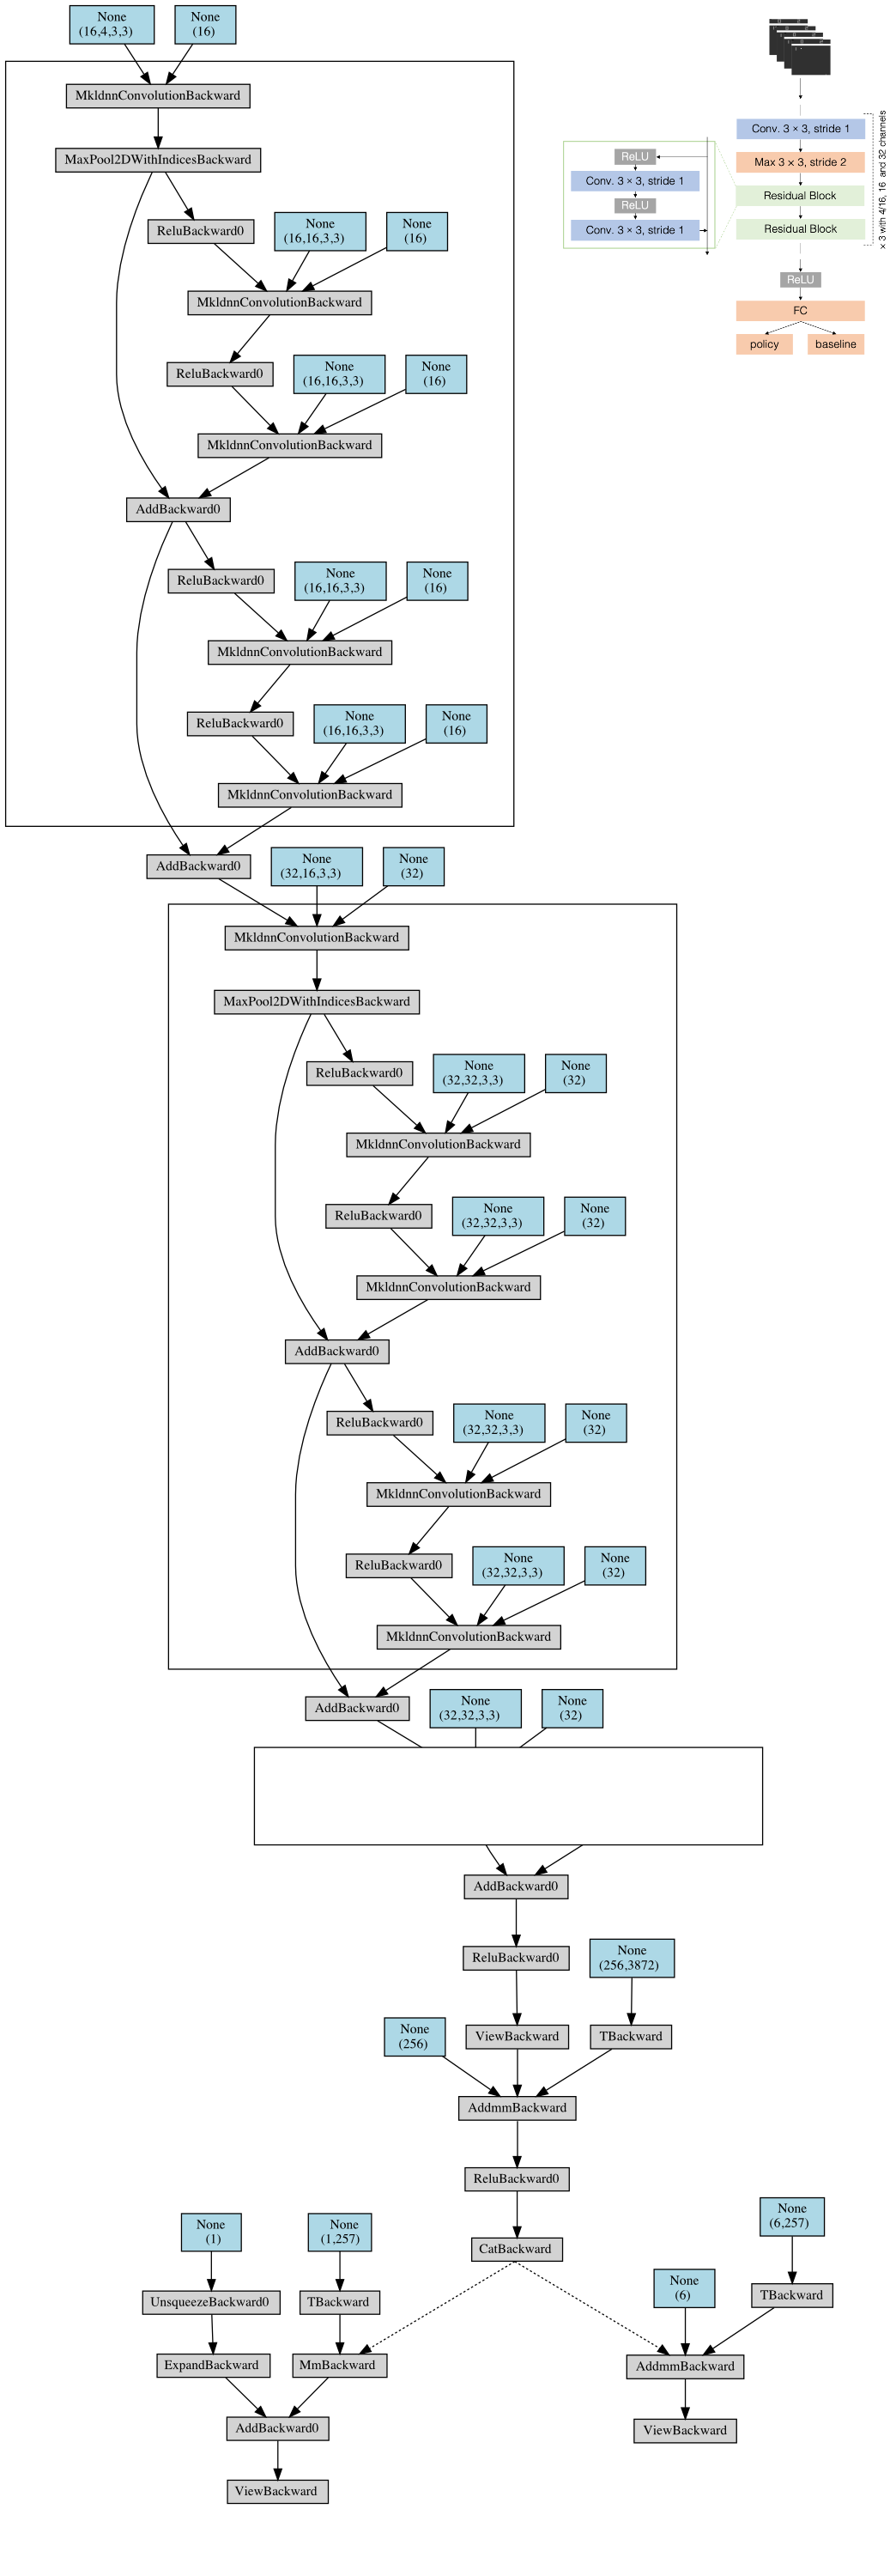 None
(16,4,3,3)
None
(16)
MkldnnConvolutionBackward
MaxPool2DWithIndicesBackward
ReluBackward0
None
(16,16,3,3)
None
(16)
MkldnnConvolutionBackward
ReluBackward0
None
(16,16,3,3)
None
(16)
MkldnnConvolutionBackward
AddBackward0
ReluBackward0
None
(16,16,3,3)
None
(16)
MkldnnConvolutionBackward
ReluBackward0
None
(16,16,3,3)
None
(16)
MkldnnConvolutionBackward
AddBackward0
None
(32,16,3,3)
None
(32)
MkldnnConvolutionBackward
MaxPool2DWithIndicesBackward
ReluBackward0
None
(32,32,3,3)
None
(32)
MkldnnConvolutionBackward
ReluBackward0
None
(32,32,3,3)
None
(32)
MkldnnConvolutionBackward
AddBackward0
ReluBackward0
None
(32,32,3,3)
None
(32)
MkldnnConvolutionBackward
ReluBackward0
None
(32,32,3,3)
None
(32)
MkldnnConvolutionBackward
AddBackward0
None
(32,32,3,3)
None
(32)
AddBackward0
ReluBackward0
None
(256,3872)
None
(256)
ViewBackward
TBackward
AddmmBackward
ReluBackward0
CatBackward
None
(1)
None
(1,257)
None
(6,257)
UnsqueezeBackward0
TBackward
None
(6)
TBackward
ExpandBackward
MmBackward
AddmmBackward
AddBackward0
ViewBackward
ViewBackward
Conv. 3 × 3, stride 1
Max 3 × 3, stride 2
Residual Block
Residual Block
× 3 with 4/16, 16 and 32 channels
ReLU
FC
policy
baseline
ReLU
Conv. 3 × 3, stride 1
ReLU
Conv. 3 × 3, stride 1